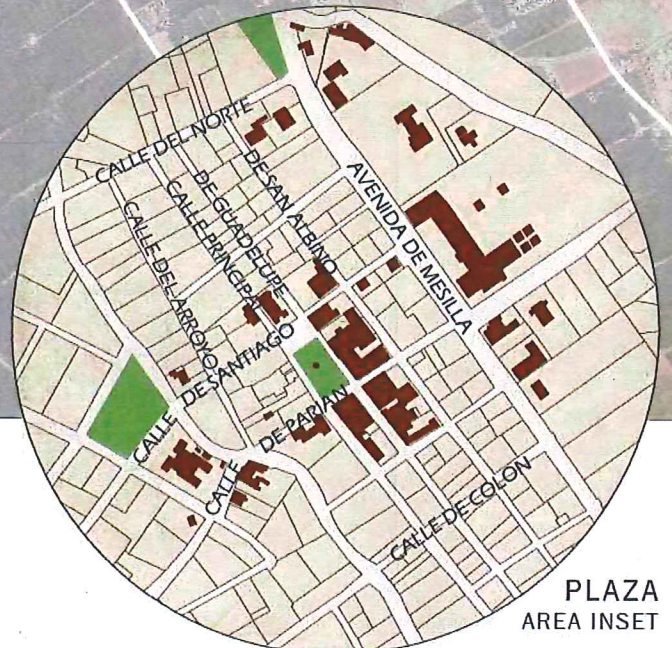 CALLE DEL NORTE
DE SAN ALBINO
DE GUADELUPE
CALLE PRINCIPAL
CALLE DEL ARROYO
AVENIDA DE MESILLA
CALLE DE SANTIAGO
CALLE DE PARIAN
CALLE DE COLON
PLAZA
AREA INSET